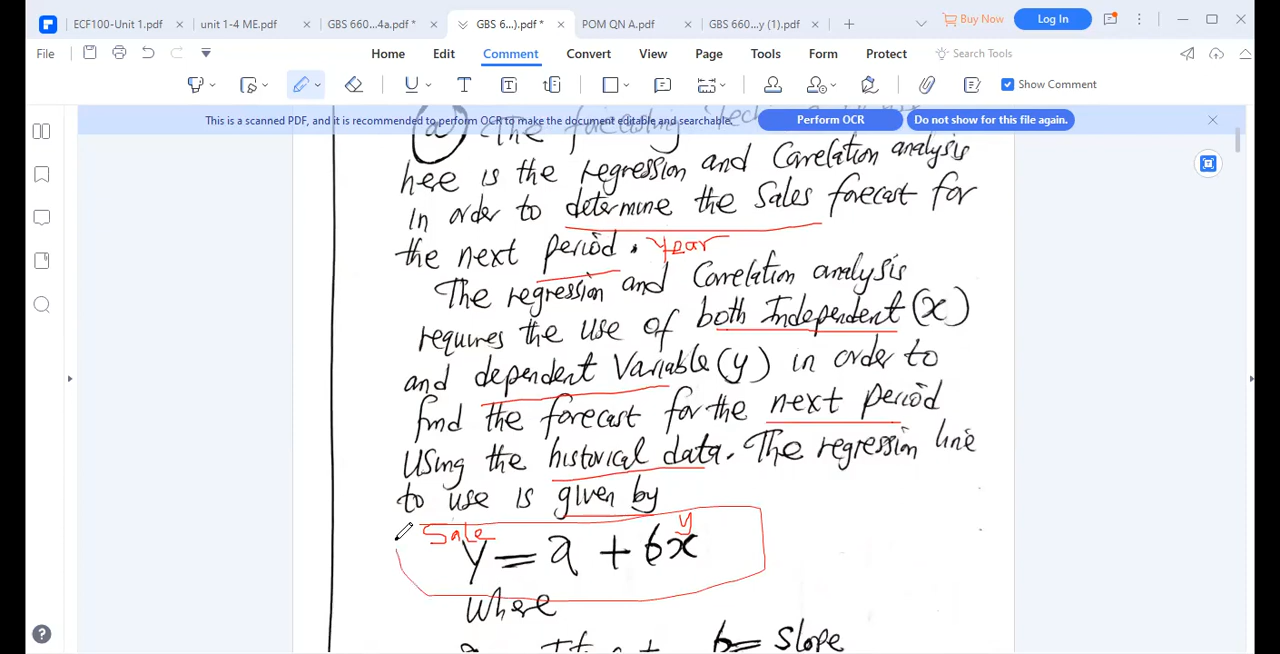 ECF100-Unit 1.pdf unit 1-4 ME.pdf GBS 660....4a.pdf * GBS 6...).pdf * POM QN A.pdf GBS 660...y (1).pdf Buy Now Log In
File Home Edit Comment Convert View Page Tools Form Protect Search Tools
Show Comment
This is a scanned PDF, and it is recommended to perform OCR to make the document editable and searchable. Perform OCR Do not show for this file again.
(a) The forecasting
here is the regression and Correlation analysis
in order to determine the Sales forecast for
the next period. Year
The regression and Correlation analysis
requires the use of both Independent (x)
and dependent Variable (y) in order to
find the forecast for the next period
Using the historical data. The regression line
to use is given by
Sale y
y = a + bx
Where
b = Slope